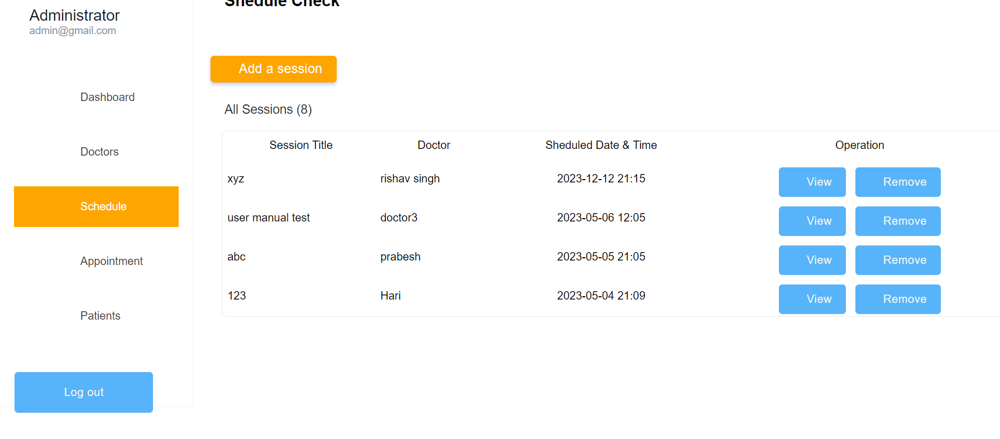 Administrator
admin@gmail.com
Dashboard
Doctors
Schedule
Appointment
Patients
Log out
Shedule Check
Add a session
All Sessions (8)
Session Title Doctor Sheduled Date & Time Operation
xyz rishav singh 2023-12-12 21:15 View Remove
user manual test doctor3 2023-05-06 12:05 View Remove
abc prabesh 2023-05-05 21:05 View Remove
123 Hari 2023-05-04 21:09 View Remove